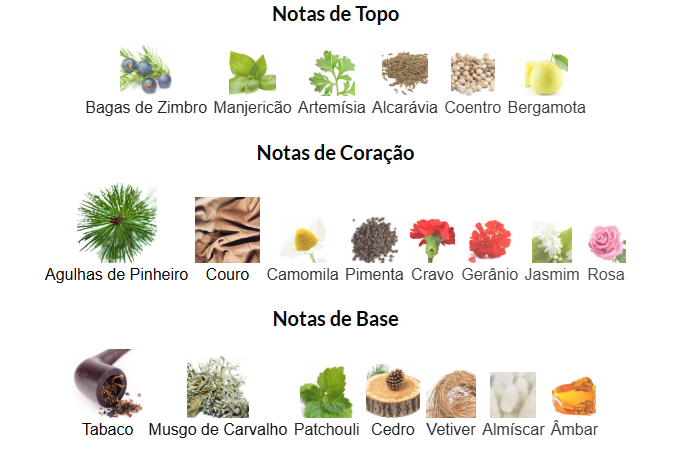 Notas de Topo
Bagas de Zimbro Manjericão Artemísia Alcarávia Coentro Bergamota
Notas de Coração
Agulhas de Pinheiro Couro Camomila Pimenta Cravo Gerânio Jasmim Rosa
Notas de Base
Tabaco Musgo de Carvalho Patchouli Cedro Vetiver Almíscar Âmbar